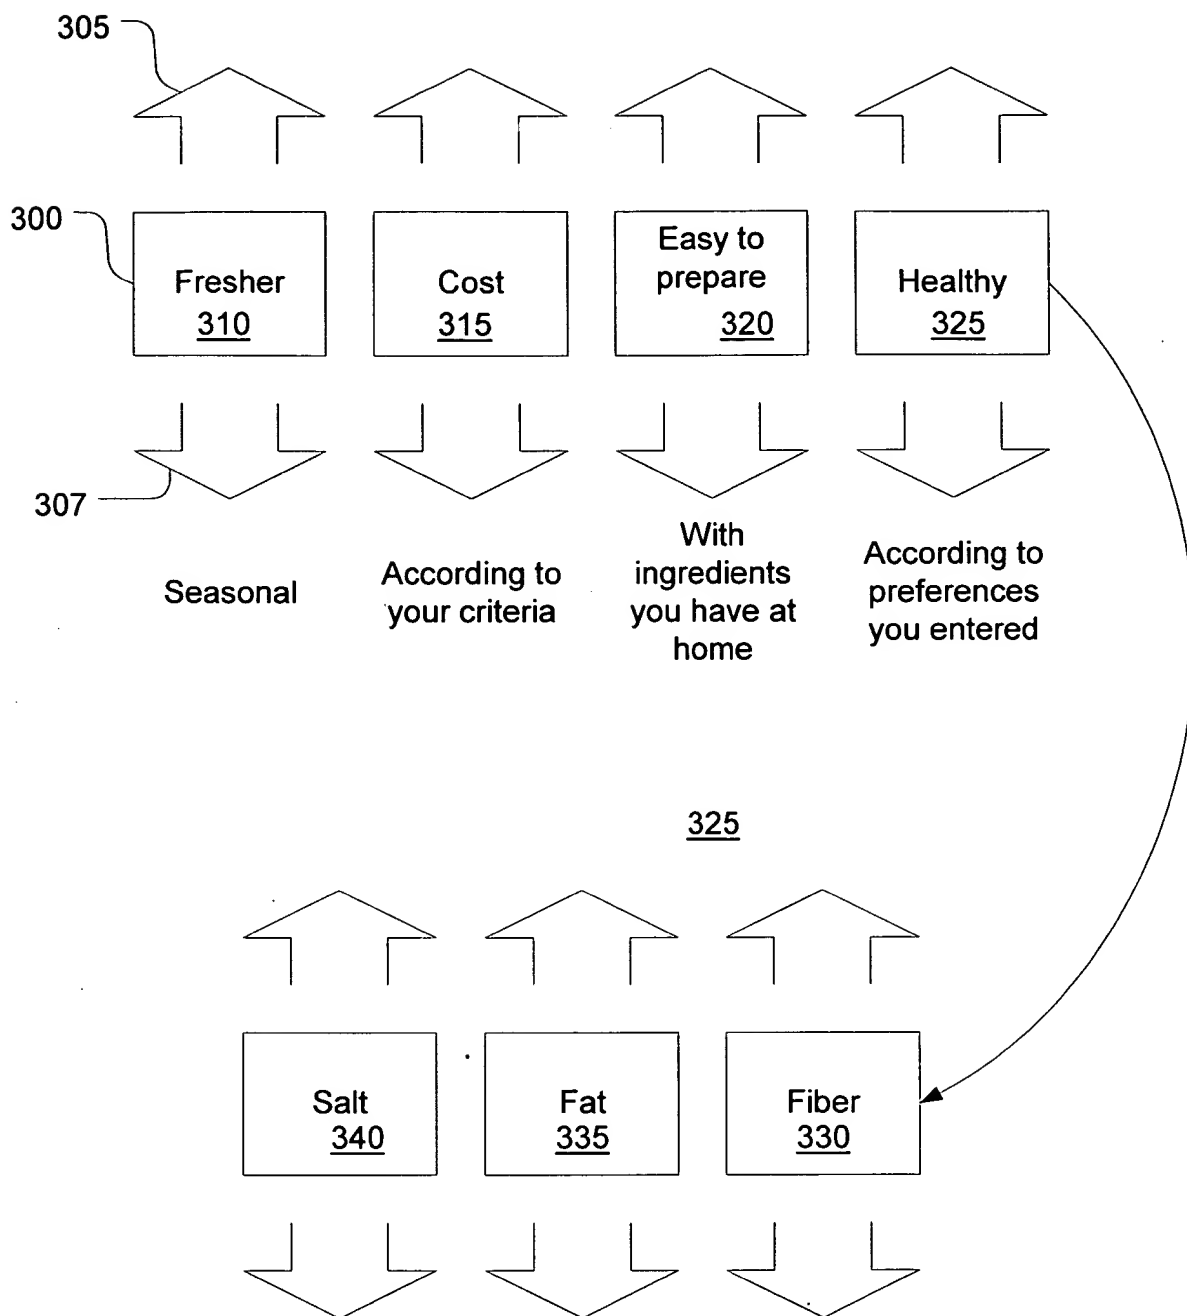 305
300
Fresher
310
Cost
315
Easy to
prepare
320
Healthy
325
307
Seasonal
According to
your criteria
With
ingredients
you have at
home
According to
preferences
you entered
325
Salt
340
Fat
335
Fiber
330